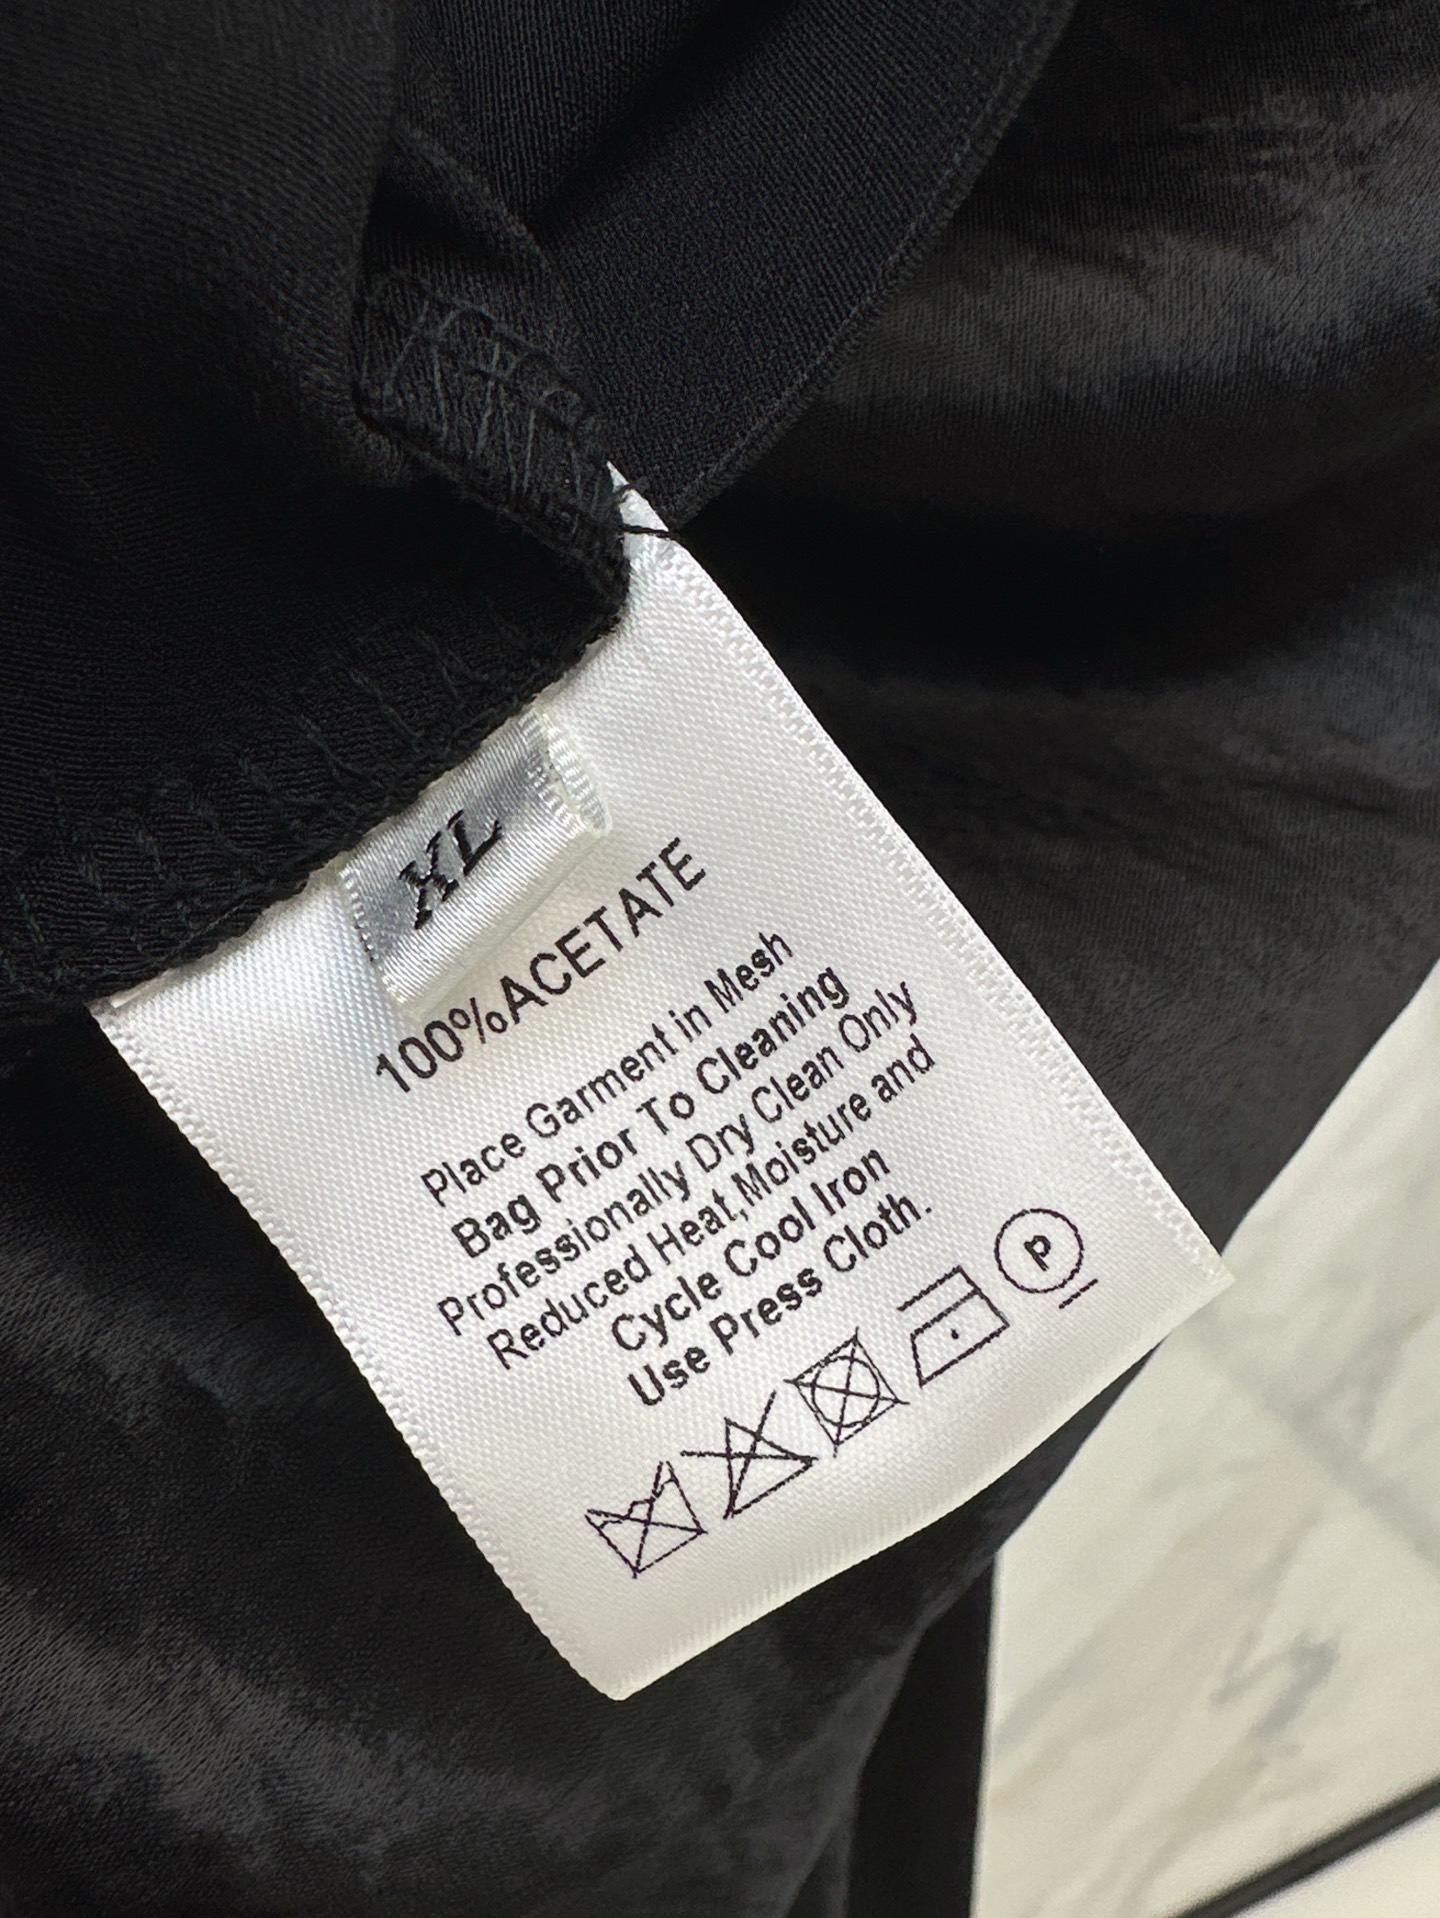 XL
100%ACETATE
Place Garment in Mesh
Bag Prior To Cleaning
Professionally Dry Clean Only
Reduced Heat,Moisture and
Cycle Cool Iron
Use Press Cloth.
P